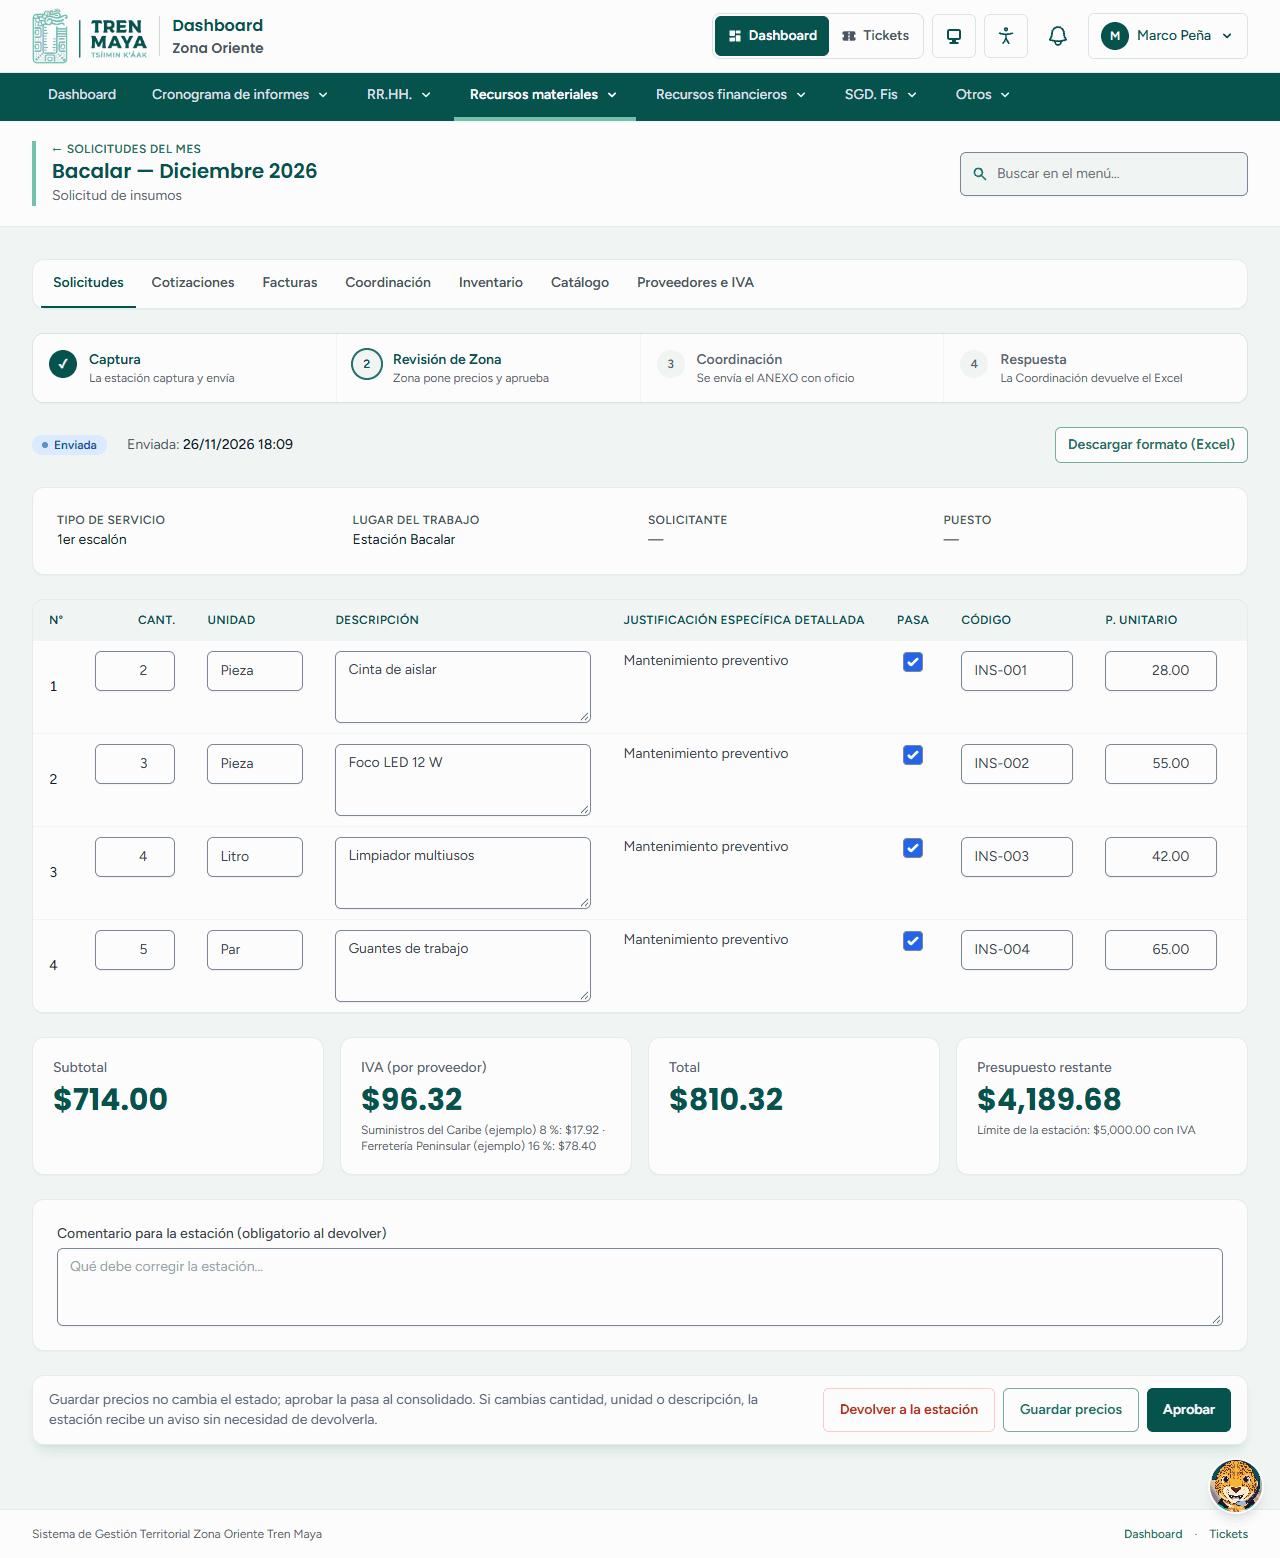 TREN
MAYA
TSÍIMIN K'ÁAK
Dashboard
Zona Oriente
Dashboard
Tickets
M
Marco Peña
Dashboard
Cronograma de informes
RR.HH.
Recursos materiales
Recursos financieros
SGD. Fis
Otros
← SOLICITUDES DEL MES
Bacalar — Diciembre 2026
Solicitud de insumos
Buscar en el menú...
Solicitudes
Cotizaciones
Facturas
Coordinación
Inventario
Catálogo
Proveedores e IVA
Captura
La estación captura y envía
2
Revisión de Zona
Zona pone precios y aprueba
3
Coordinación
Se envía el ANEXO con oficio
4
Respuesta
La Coordinación devuelve el Excel
Enviada
Enviada: 26/11/2026 18:09
Descargar formato (Excel)
TIPO DE SERVICIO
1er escalón
LUGAR DEL TRABAJO
Estación Bacalar
SOLICITANTE
—
PUESTO
—
N° CANT. UNIDAD DESCRIPCIÓN JUSTIFICACIÓN ESPECÍFICA DETALLADA PASA CÓDIGO P. UNITARIO
1 2 Pieza Cinta de aislar Mantenimiento preventivo INS-001 28.00
2 3 Pieza Foco LED 12 W Mantenimiento preventivo INS-002 55.00
3 4 Litro Limpiador multiusos Mantenimiento preventivo INS-003 42.00
4 5 Par Guantes de trabajo Mantenimiento preventivo INS-004 65.00
Subtotal
$714.00
IVA (por proveedor)
$96.32
Suministros del Caribe (ejemplo) 8 %: $17.92 ·
Ferretería Peninsular (ejemplo) 16 %: $78.40
Total
$810.32
Presupuesto restante
$4,189.68
Límite de la estación: $5,000.00 con IVA
Comentario para la estación (obligatorio al devolver)
Qué debe corregir la estación...
Guardar precios no cambia el estado; aprobar la pasa al consolidado. Si cambias cantidad, unidad o descripción, la
estación recibe un aviso sin necesidad de devolverla.
Devolver a la estación
Guardar precios
Aprobar
Sistema de Gestión Territorial Zona Oriente Tren Maya
Dashboard · Tickets